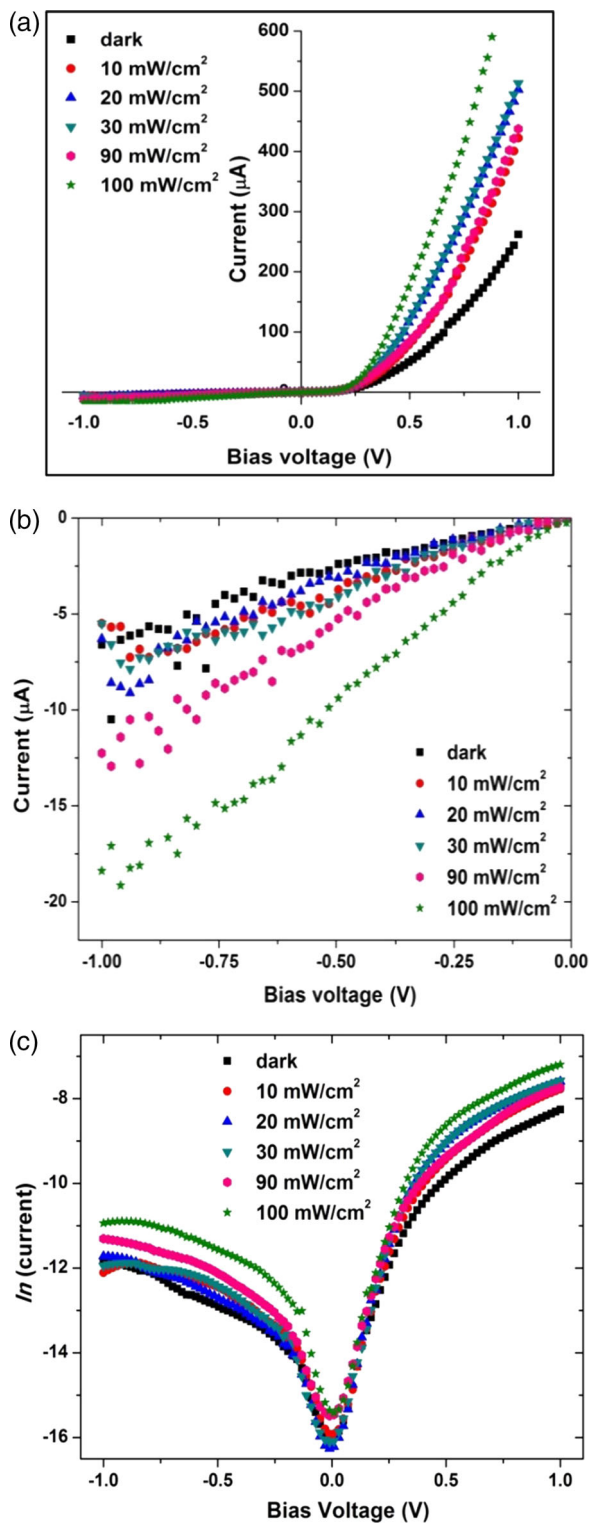 (a)
dark
10 mW/cm²
20 mW/cm²
30 mW/cm²
90 mW/cm²
100 mW/cm²
Current (µA)
600
500
400
300
200
100
0
-1.0 -0.5 0.0 0.5 1.0
Bias voltage (V)
(b)
0
-5
-10
-15
-20
Current (µA)
dark
10 mW/cm²
20 mW/cm²
30 mW/cm²
90 mW/cm²
100 mW/cm²
-1.00 -0.75 -0.50 -0.25 0.00
Bias voltage (V)
(c)
dark
10 mW/cm²
20 mW/cm²
30 mW/cm²
90 mW/cm²
100 mW/cm²
ln (current)
-8
-10
-12
-14
-16
-1.0 -0.5 0.0 0.5 1.0
Bias Voltage (V)